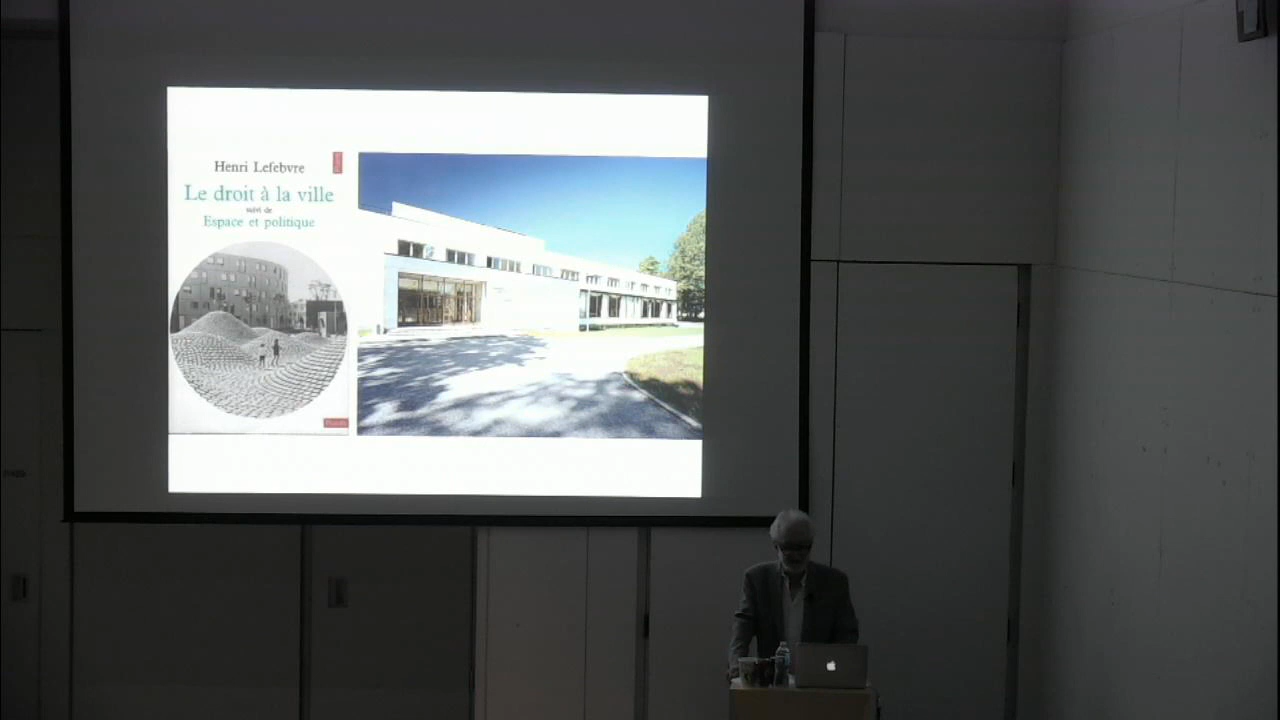 Henri Lefebvre
Le droit à la ville
suivi de
Espace et politique